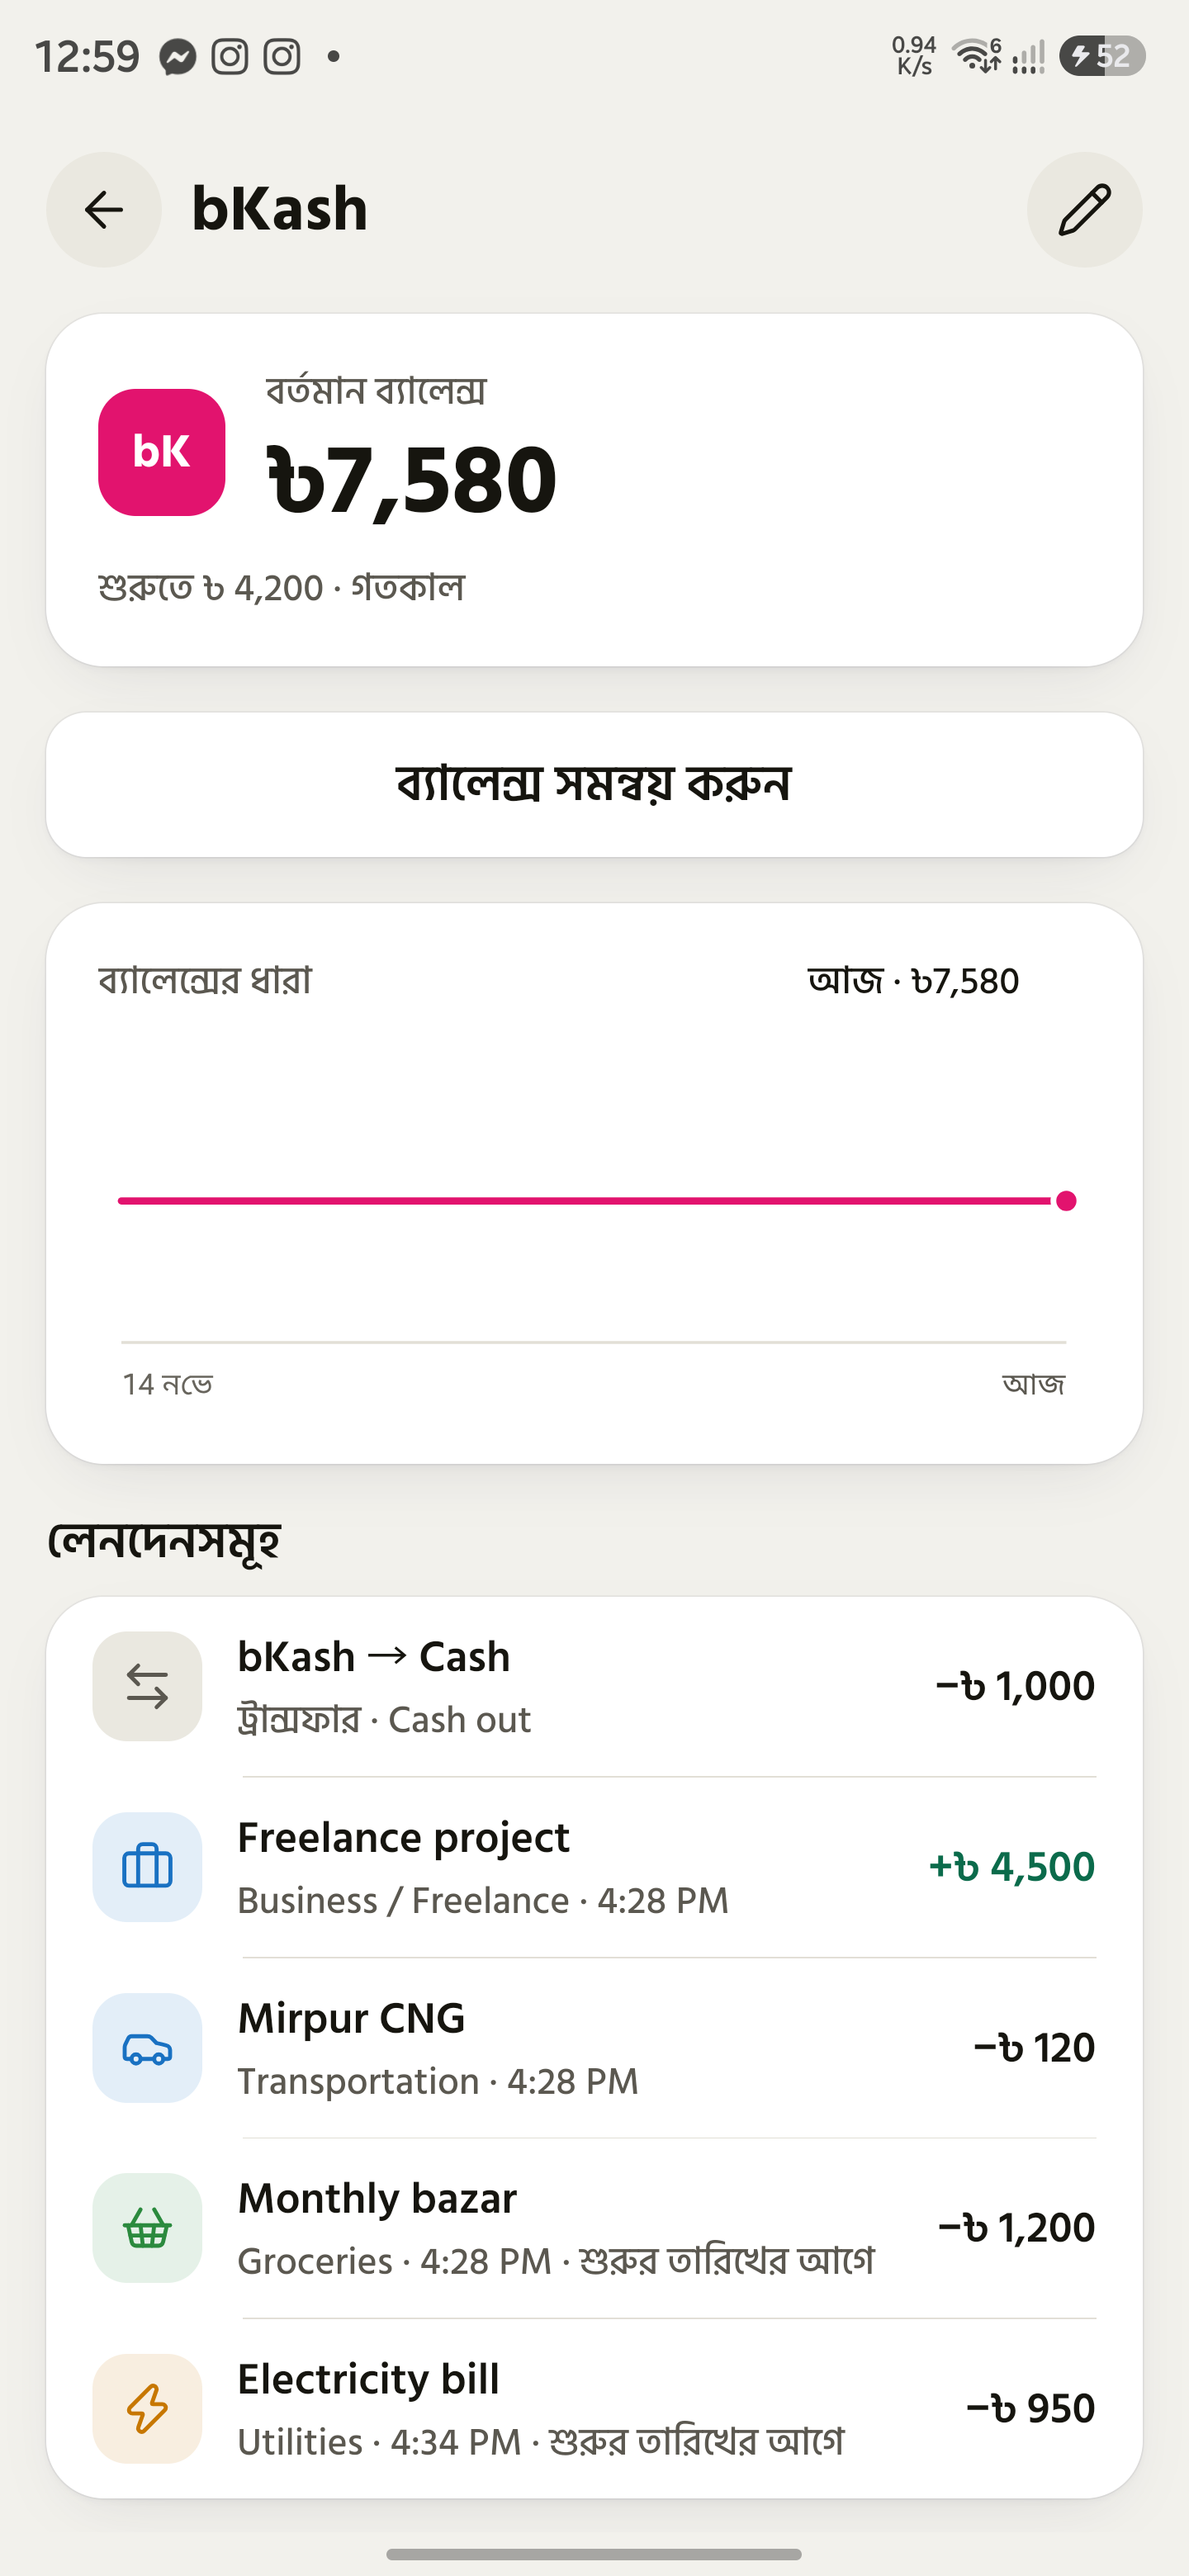 12:59
0.94 K/s
6
52
bKash
bK
বর্তমান ব্যালেন্স
৳7,580
শুরুতে ৳ 4,200 · গতকাল
ব্যালেন্স সমন্বয় করুন
ব্যালেন্সের ধারা
আজ · ৳7,580
14 নভে
আজ
লেনদেনসমূহ
bKash → Cash
−৳ 1,000
ট্রান্সফার · Cash out
Freelance project
+৳ 4,500
Business / Freelance · 4:28 PM
Mirpur CNG
−৳ 120
Transportation · 4:28 PM
Monthly bazar
−৳ 1,200
Groceries · 4:28 PM · শুরুর তারিখের আগে
Electricity bill
−৳ 950
Utilities · 4:34 PM · শুরুর তারিখের আগে